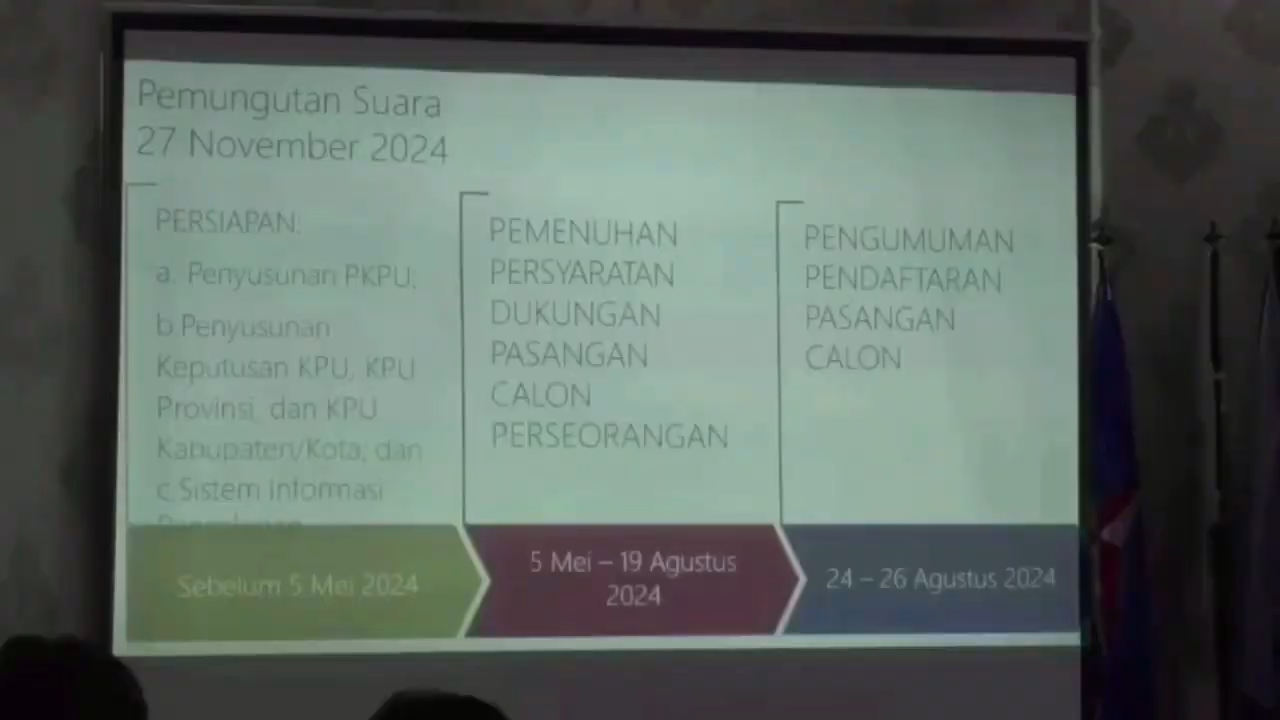 Pemungutan Suara
27 November 2024
PERSIAPAN:
a. Penyusunan PKPU;
b.Penyusunan
Keputusan KPU, KPU
Provinsi, dan KPU
Kabupaten/Kota; dan
c.Sistem Informasi
Sebelum 5 Mei 2024
PEMENUHAN
PERSYARATAN
DUKUNGAN
PASANGAN
CALON
PERSEORANGAN
5 Mei – 19 Agustus
2024
PENGUMUMAN
PENDAFTARAN
PASANGAN
CALON
24 – 26 Agustus 2024